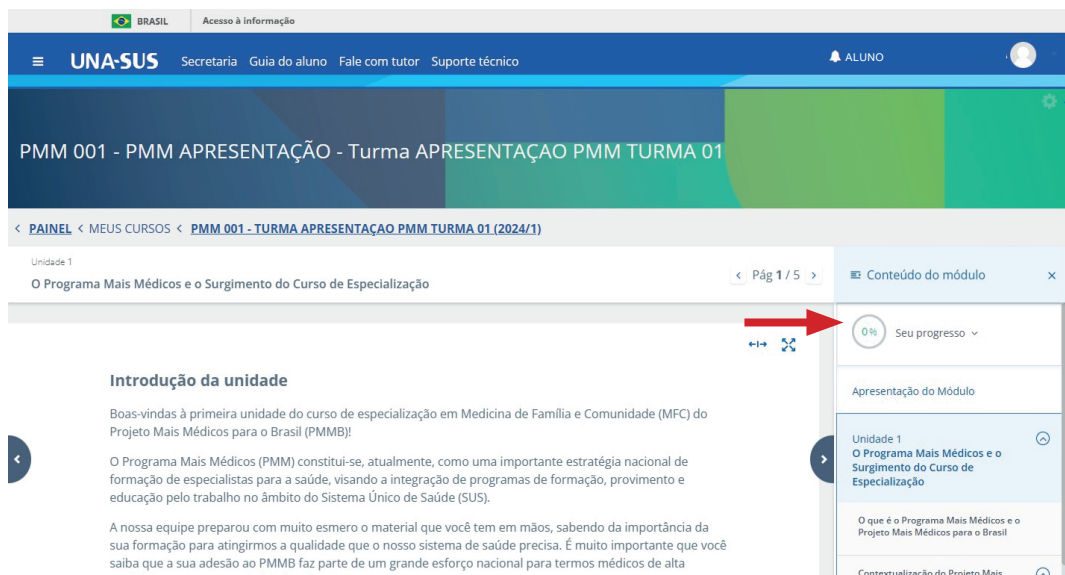 BRASIL Acesso à informação
UNA-SUS Secretaria Guia do aluno Fale com tutor Suporte técnico ALUNO
PMM 001 - PMM APRESENTAÇÃO - Turma APRESENTAÇAO PMM TURMA 01
< PAINEL < MEUS CURSOS < PMM 001 - TURMA APRESENTAÇAO PMM TURMA 01 (2024/1)
Unidade 1
O Programa Mais Médicos e o Surgimento do Curso de Especialização
< Pág 1 / 5 >
Introdução da unidade
Boas-vindas à primeira unidade do curso de especialização em Medicina de Família e Comunidade (MFC) do
Projeto Mais Médicos para o Brasil (PMMB)!
O Programa Mais Médicos (PMM) constitui-se, atualmente, como uma importante estratégia nacional de
formação de especialistas para a saúde, visando a integração de programas de formação, provimento e
educação pelo trabalho no âmbito do Sistema Único de Saúde (SUS).
A nossa equipe preparou com muito esmero o material que você tem em mãos, sabendo da importância da
sua formação para atingirmos a qualidade que o nosso sistema de saúde precisa. É muito importante que você
saiba que a sua adesão ao PMMB faz parte de um grande esforço nacional para termos médicos de alta
Conteúdo do módulo ×
0% Seu progresso
Apresentação do Módulo
Unidade 1
O Programa Mais Médicos e o
Surgimento do Curso de
Especialização
O que é o Programa Mais Médicos e o
Projeto Mais Médicos para o Brasil
Contextualização do Projeto Mais